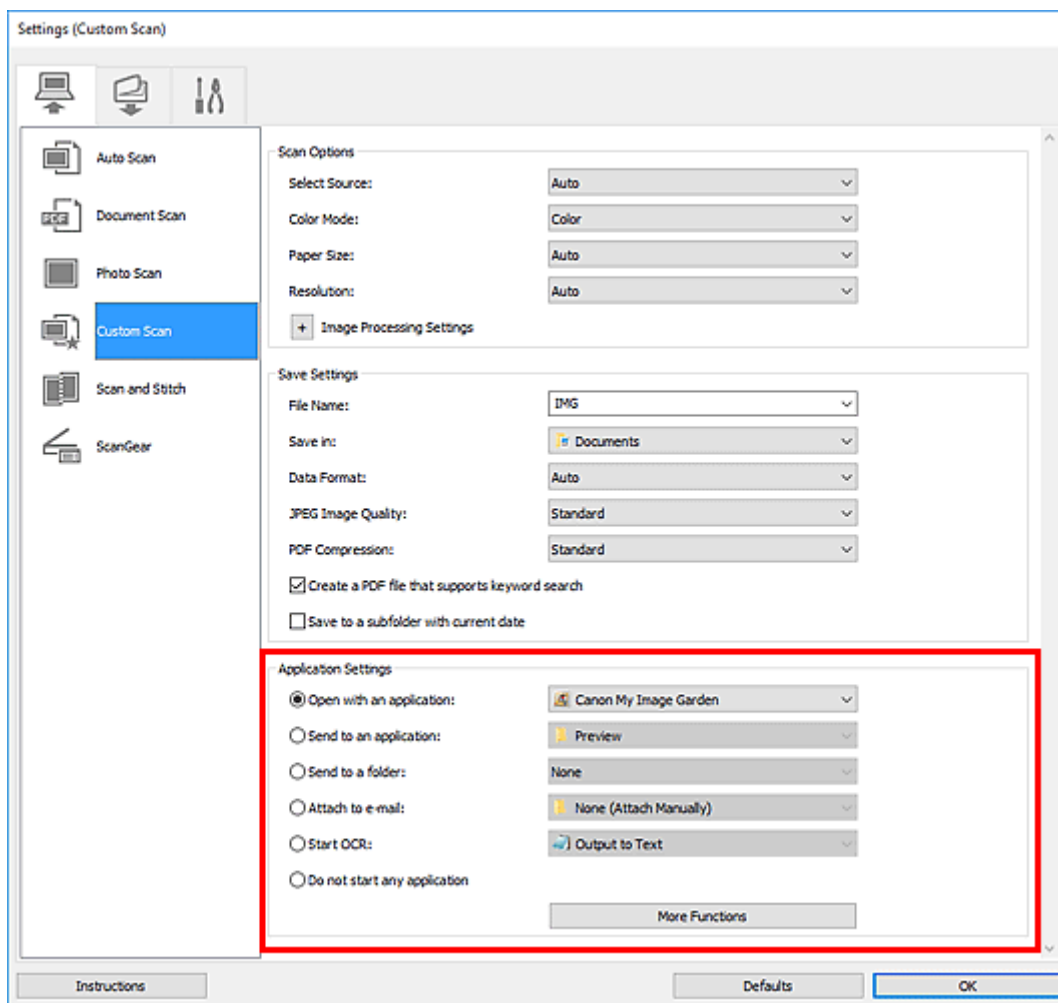 Settings (Custom Scan)
Auto Scan
Document Scan
Photo Scan
Custom Scan
Scan and Stitch
ScanGear
Scan Options
Select Source: Auto
Color Mode: Color
Paper Size: Auto
Resolution: Auto
+ Image Processing Settings
Save Settings
File Name: IMG
Save in: Documents
Data Format: Auto
JPEG Image Quality: Standard
PDF Compression: Standard
Create a PDF file that supports keyword search
Save to a subfolder with current date
Application Settings
Open with an application: Canon My Image Garden
Send to an application: Preview
Send to a folder: None
Attach to e-mail: None (Attach Manually)
Start OCR: Output to Text
Do not start any application
More Functions
Instructions Defaults OK